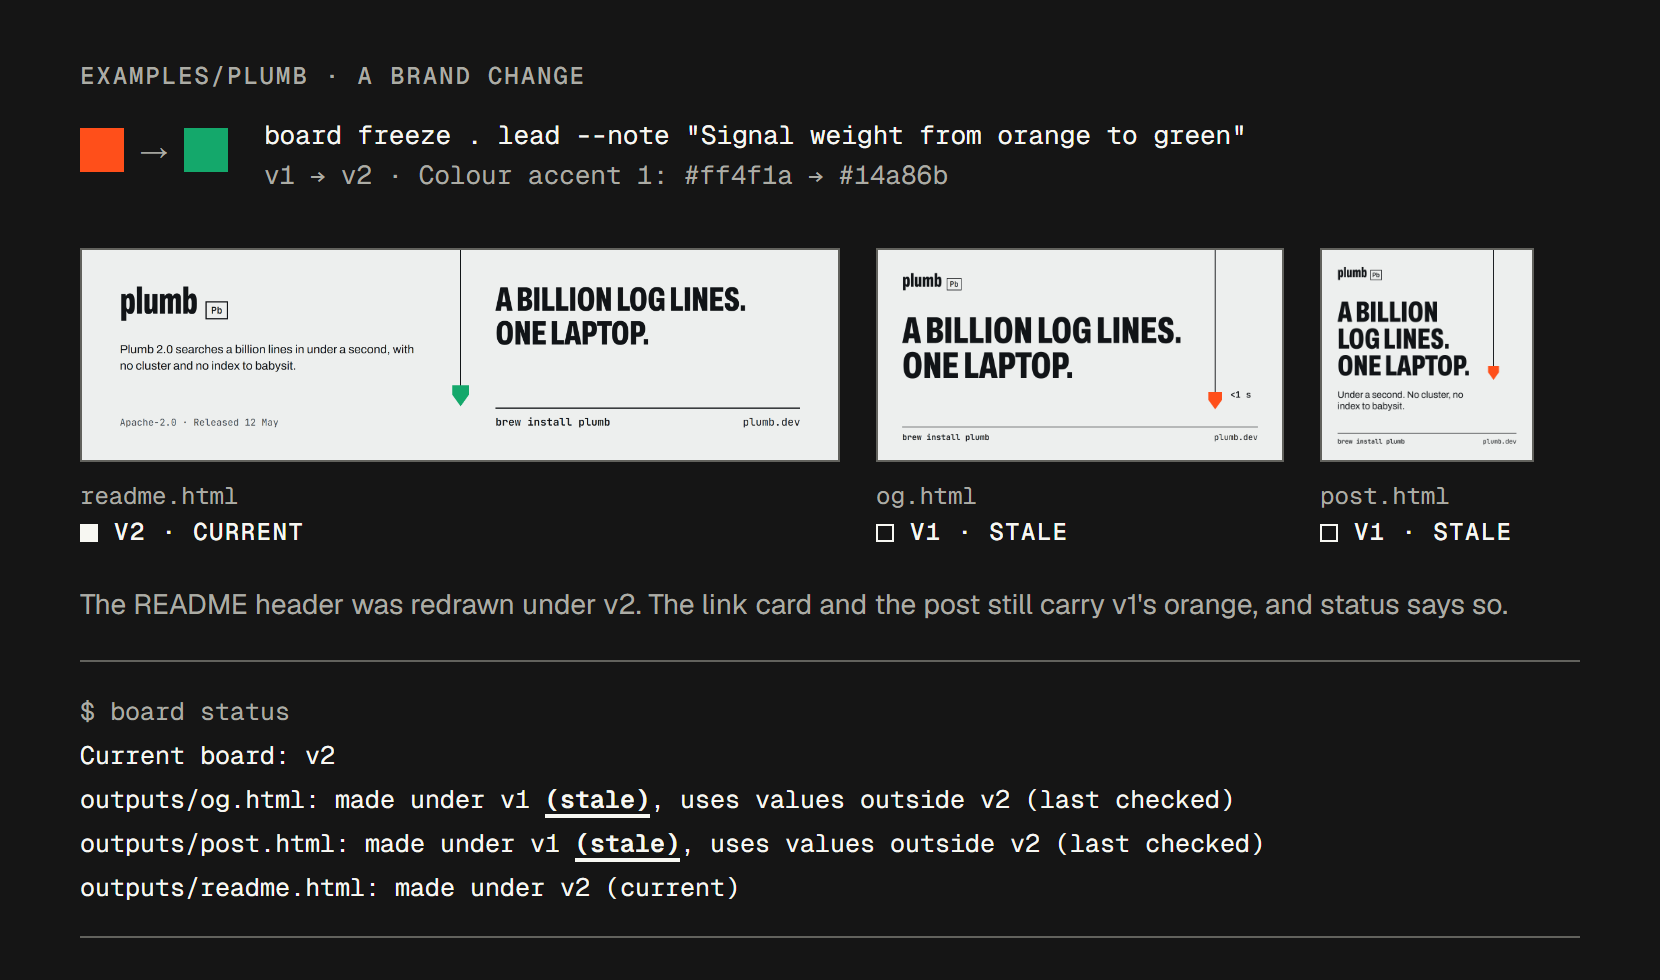 EXAMPLES/PLUMB · A BRAND CHANGE
→ board freeze . lead --note "Signal weight from orange to green"
v1 → v2 · Colour accent 1: #ff4f1a → #14a86b
plumb Pb
Plumb 2.0 searches a billion lines in under a second, with
no cluster and no index to babysit.
Apache-2.0 · Released 12 May
A BILLION LOG LINES.
ONE LAPTOP.
brew install plumb plumb.dev
readme.html
V2 · CURRENT
plumb Pb
A BILLION LOG LINES.
ONE LAPTOP.
<1 s
brew install plumb plumb.dev
og.html
V1 · STALE
plumb Pb
A BILLION
LOG LINES.
ONE LAPTOP.
Under a second. No cluster, no
index to babysit.
brew install plumb plumb.dev
post.html
V1 · STALE
The README header was redrawn under v2. The link card and the post still carry v1's orange, and status says so.
$ board status
Current board: v2
outputs/og.html: made under v1 (stale), uses values outside v2 (last checked)
outputs/post.html: made under v1 (stale), uses values outside v2 (last checked)
outputs/readme.html: made under v2 (current)